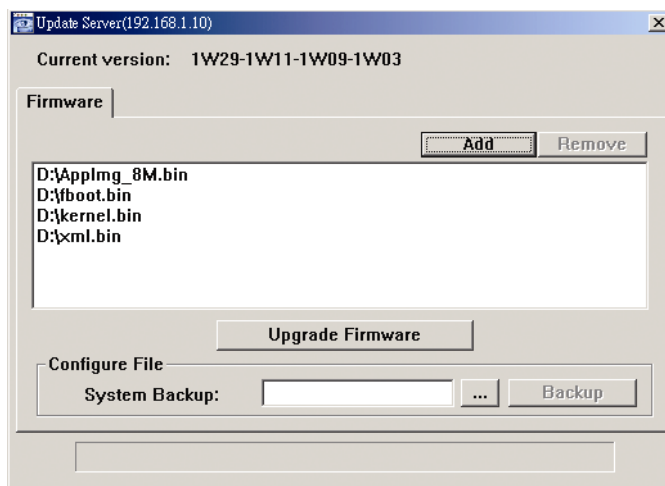 Update Server(192.168.1.10)
Current version: 1W29-1W11-1W09-1W03
Firmware
Add Remove
D:\AppImg_8M.bin
D:\fboot.bin
D:\kernel.bin
D:\xml.bin
Upgrade Firmware
Configure File
System Backup: ... Backup